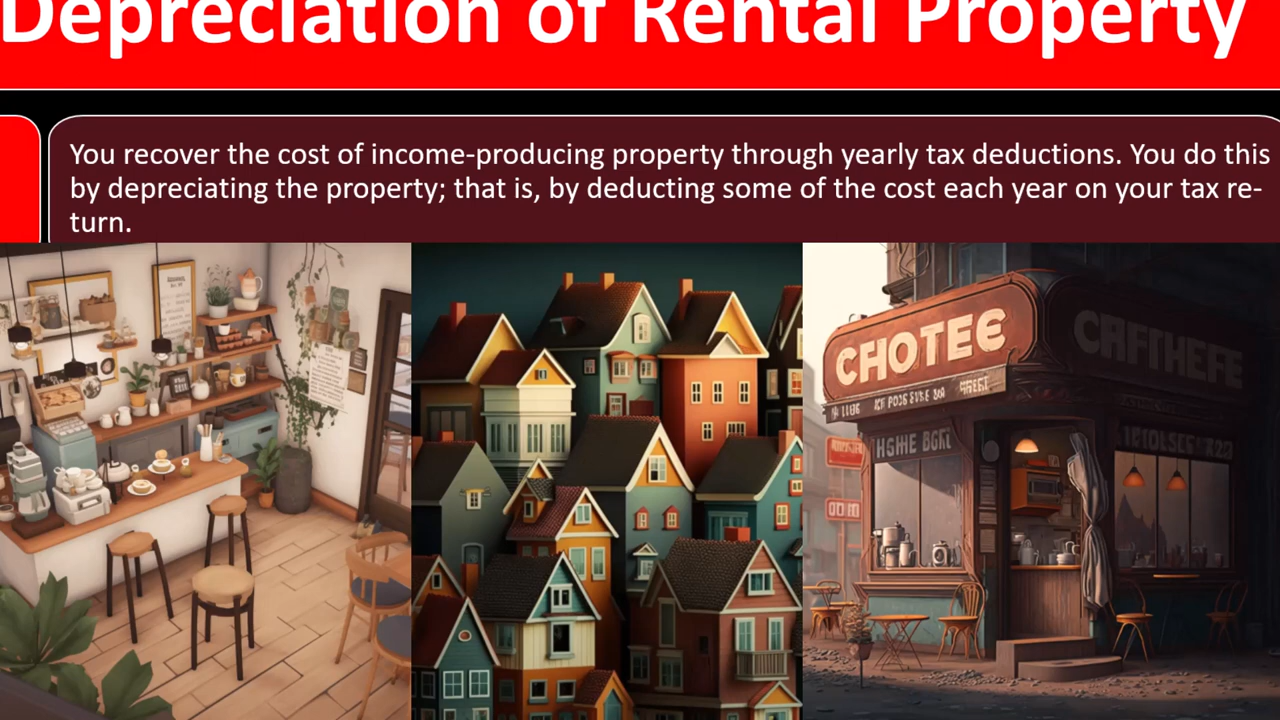 Depreciation of Rental Property
You recover the cost of income-producing property through yearly tax deductions. You do this
by depreciating the property; that is, by deducting some of the cost each year on your tax re-
turn.
CHOTEE